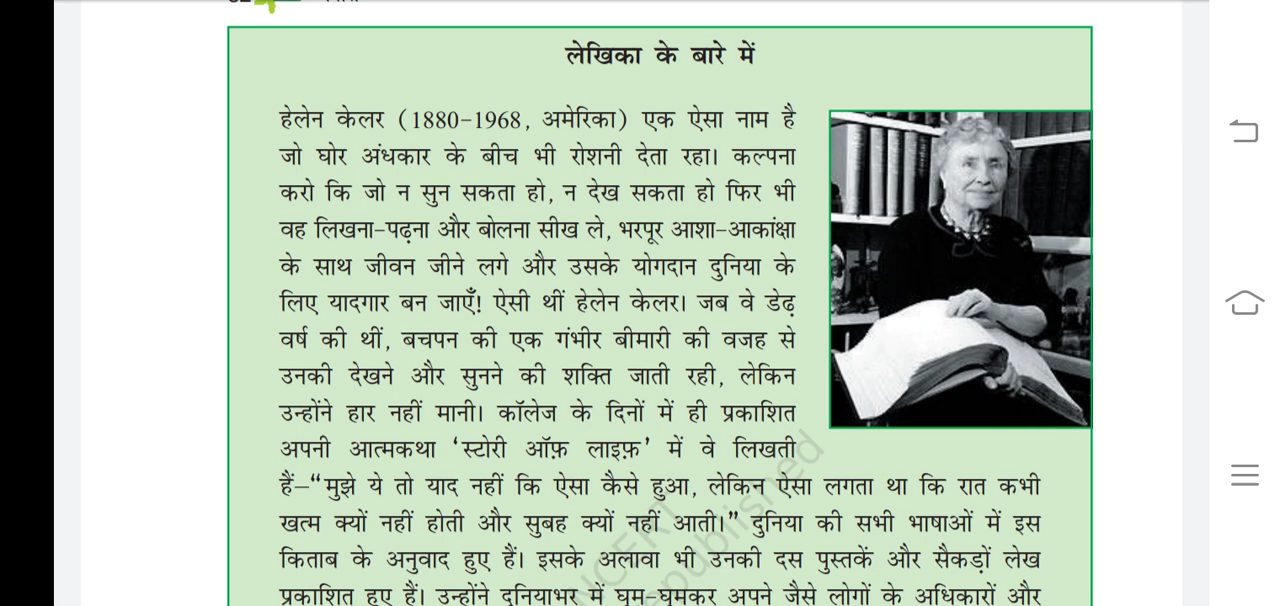 लेखिका के बारे में
हेलेन केलर (1880-1968, अमेरिका) एक ऐसा नाम है
जो घोर अंधकार के बीच भी रोशनी देता रहा। कल्पना
करो कि जो न सुन सकता हो, न देख सकता हो फिर भी
वह लिखना-पढ़ना और बोलना सीख ले, भरपूर आशा-आकांक्षा
के साथ जीवन जीने लगे और उसके योगदान दुनिया के
लिए यादगार बन जाएँ! ऐसी थीं हेलेन केलर। जब वे डेढ़
वर्ष की थीं, बचपन की एक गंभीर बीमारी की वजह से
उनकी देखने और सुनने की शक्ति जाती रही, लेकिन
उन्होंने हार नहीं मानी। कॉलेज के दिनों में ही प्रकाशित
अपनी आत्मकथा ‘स्टोरी ऑफ़ लाइफ़’ में वे लिखती
हैं–“मुझे ये तो याद नहीं कि ऐसा कैसे हुआ, लेकिन ऐसा लगता था कि रात कभी
खत्म क्यों नहीं होती और सुबह क्यों नहीं आती।” दुनिया की सभी भाषाओं में इस
किताब के अनुवाद हुए हैं। इसके अलावा भी उनकी दस पुस्तकें और सैकड़ों लेख
प्रकाशित हुए हैं। उन्होंने दुनियाभर में घूम-घूमकर अपने जैसे लोगों के अधिकारों और
NCERT
republished